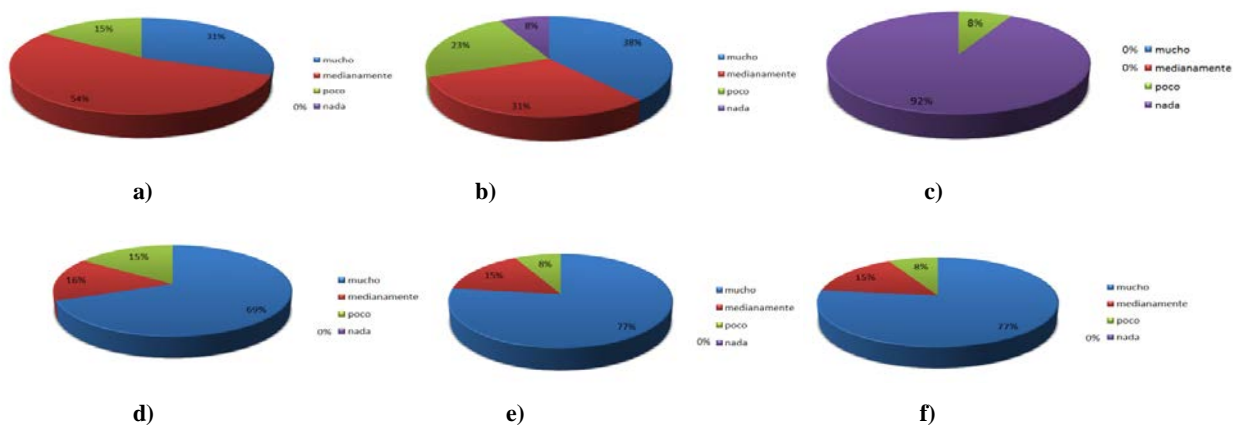 15%
31%
54%
mucho
medianamente
poco
0% nada
a)
8%
38%
23%
31%
mucho
medianamente
poco
nada
b)
8%
92%
0% mucho
0% medianamente
poco
nada
c)
15%
16%
69%
mucho
medianamente
poco
0% nada
d)
8%
15%
77%
mucho
medianamente
poco
0% nada
e)
8%
15%
77%
mucho
medianamente
poco
0% nada
f)